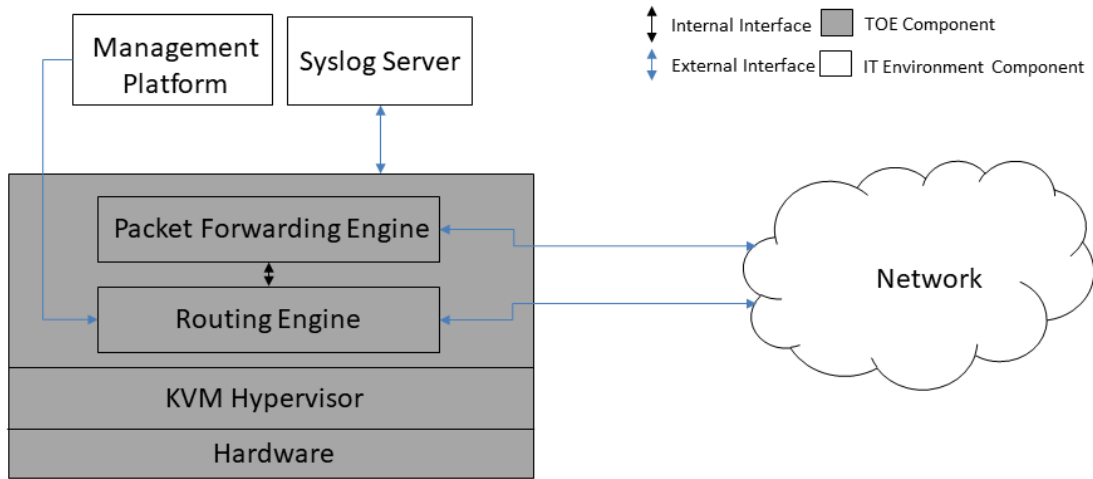 Management
Platform
Syslog Server
Internal Interface
TOE Component
External Interface
IT Environment Component
Packet Forwarding Engine
Routing Engine
Network
KVM Hypervisor
Hardware